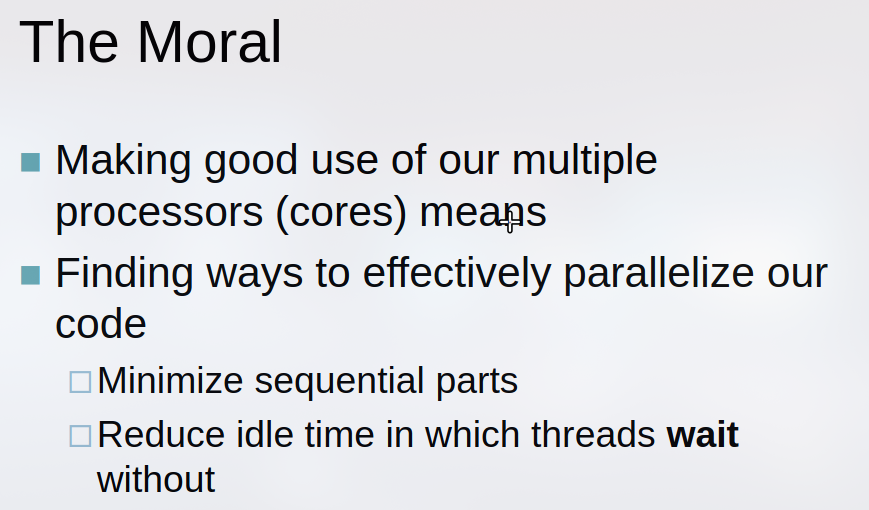 The Moral
Making good use of our multiple
processors (cores) means
Finding ways to effectively parallelize our
code
Minimize sequential parts
Reduce idle time in which threads wait
without